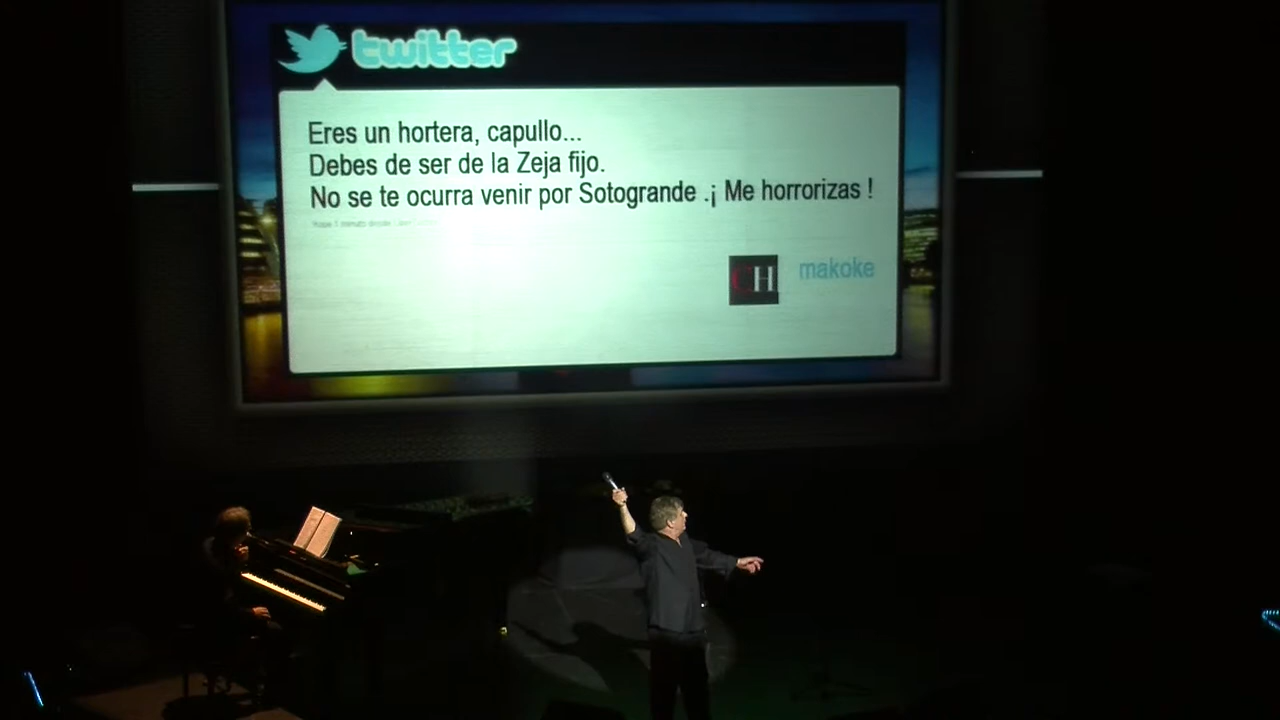 twitter
Eres un hortera, capullo...
Debes de ser de la Zeja fijo.
No se te ocurra venir por Sotogrande .¡ Me horrorizas !
CH
makoke